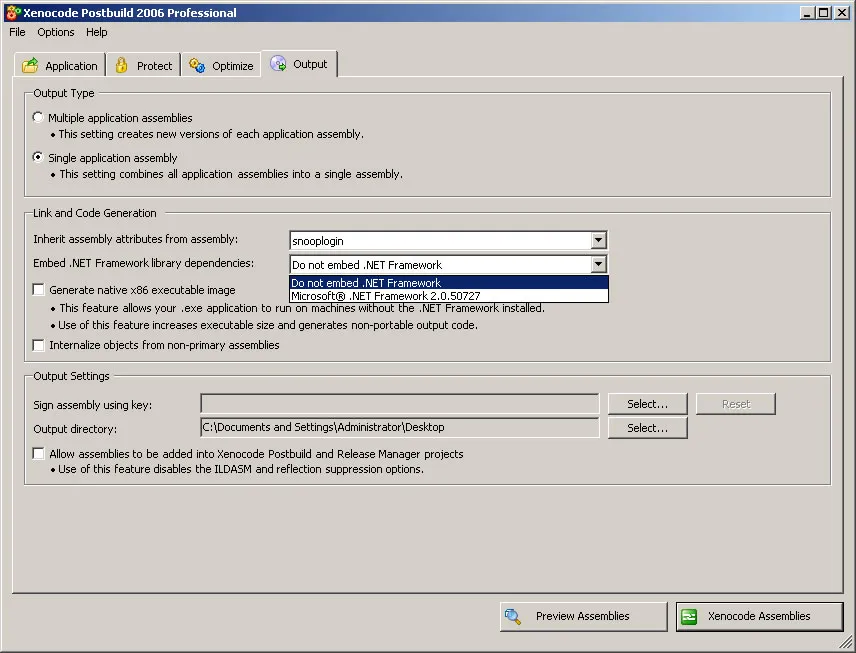 Xenocode Postbuild 2006 Professional
File Options Help
Application Protect Optimize Output
Output Type
Multiple application assemblies
• This setting creates new versions of each application assembly.
Single application assembly
• This setting combines all application assemblies into a single assembly.
Link and Code Generation
Inherit assembly attributes from assembly: snooplogin
Embed .NET Framework library dependencies: Do not embed .NET Framework
Do not embed .NET Framework
Generate native x86 executable image
Microsoft® .NET Framework 2.0.50727
• This feature allows your .exe application to run on machines without the .NET Framework installed.
• Use of this feature increases executable size and generates non-portable output code.
Internalize objects from non-primary assemblies
Output Settings
Sign assembly using key: Select... Reset
Output directory: C:\Documents and Settings\Administrator\Desktop Select...
Allow assemblies to be added into Xenocode Postbuild and Release Manager projects
• Use of this feature disables the ILDASM and reflection suppression options.
Preview Assemblies Xenocode Assemblies